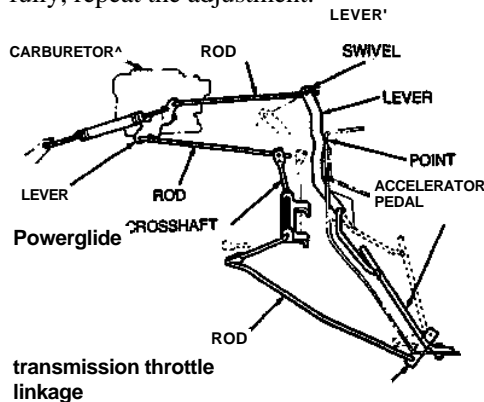 fully, repeat the adjustment.
LEVER'
CARBURETOR^
ROD
SWIVEL
LEVER
POINT
ACCELERATOR
PEDAL
LEVER
ROD
CROSSHAFT
Powerglide
ROD
transmission throttle
linkage